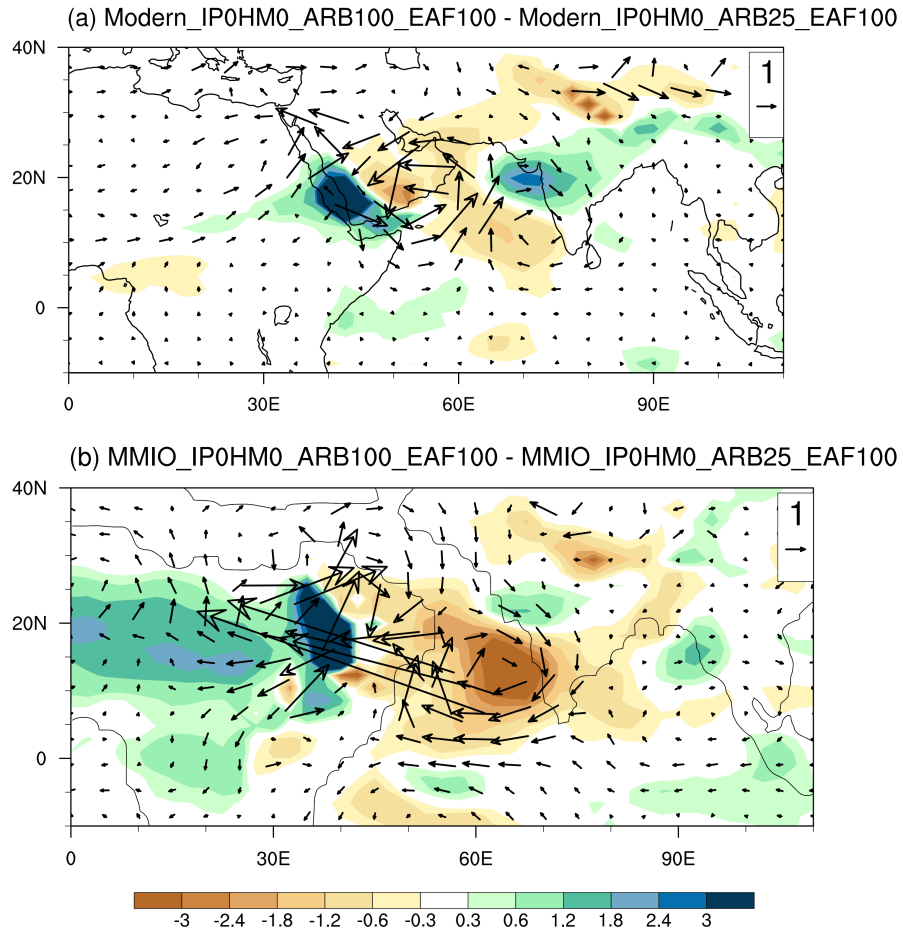 (a) Modern_IP0HM0_ARB100_EAF100 - Modern_IP0HM0_ARB25_EAF100
40N
1
20N
0
0 30E 60E 90E
(b) MMIO_IP0HM0_ARB100_EAF100 - MMIO_IP0HM0_ARB25_EAF100
40N
1
20N
0
0 30E 60E 90E
-3 -2.4 -1.8 -1.2 -0.6 -0.3 0.3 0.6 1.2 1.8 2.4 3